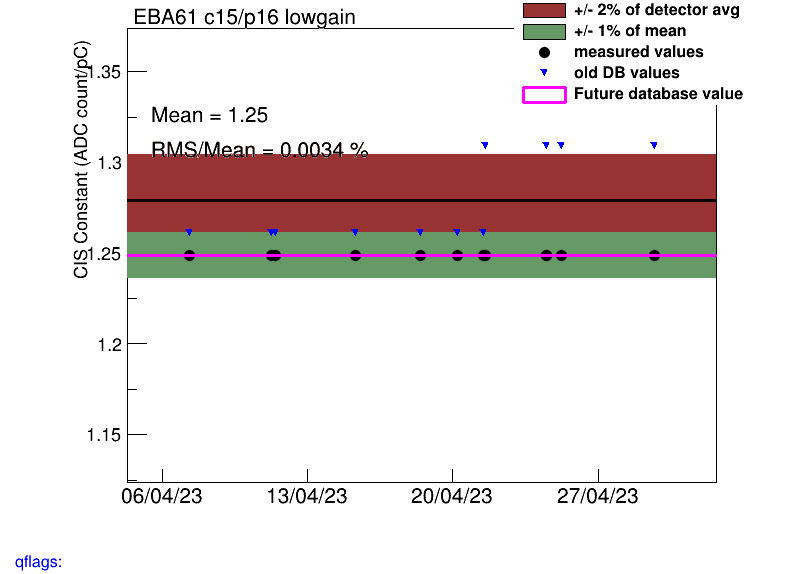 EBA61 c15/p16 lowgain
+/- 2% of detector avg
+/- 1% of mean
measured values
old DB values
Future database value
CIS Constant (ADC count/pC)
Mean = 1.25
RMS/Mean = 0.0034 %
1.35
1.3
1.25
1.2
1.15
06/04/23
13/04/23
20/04/23
27/04/23
qflags: